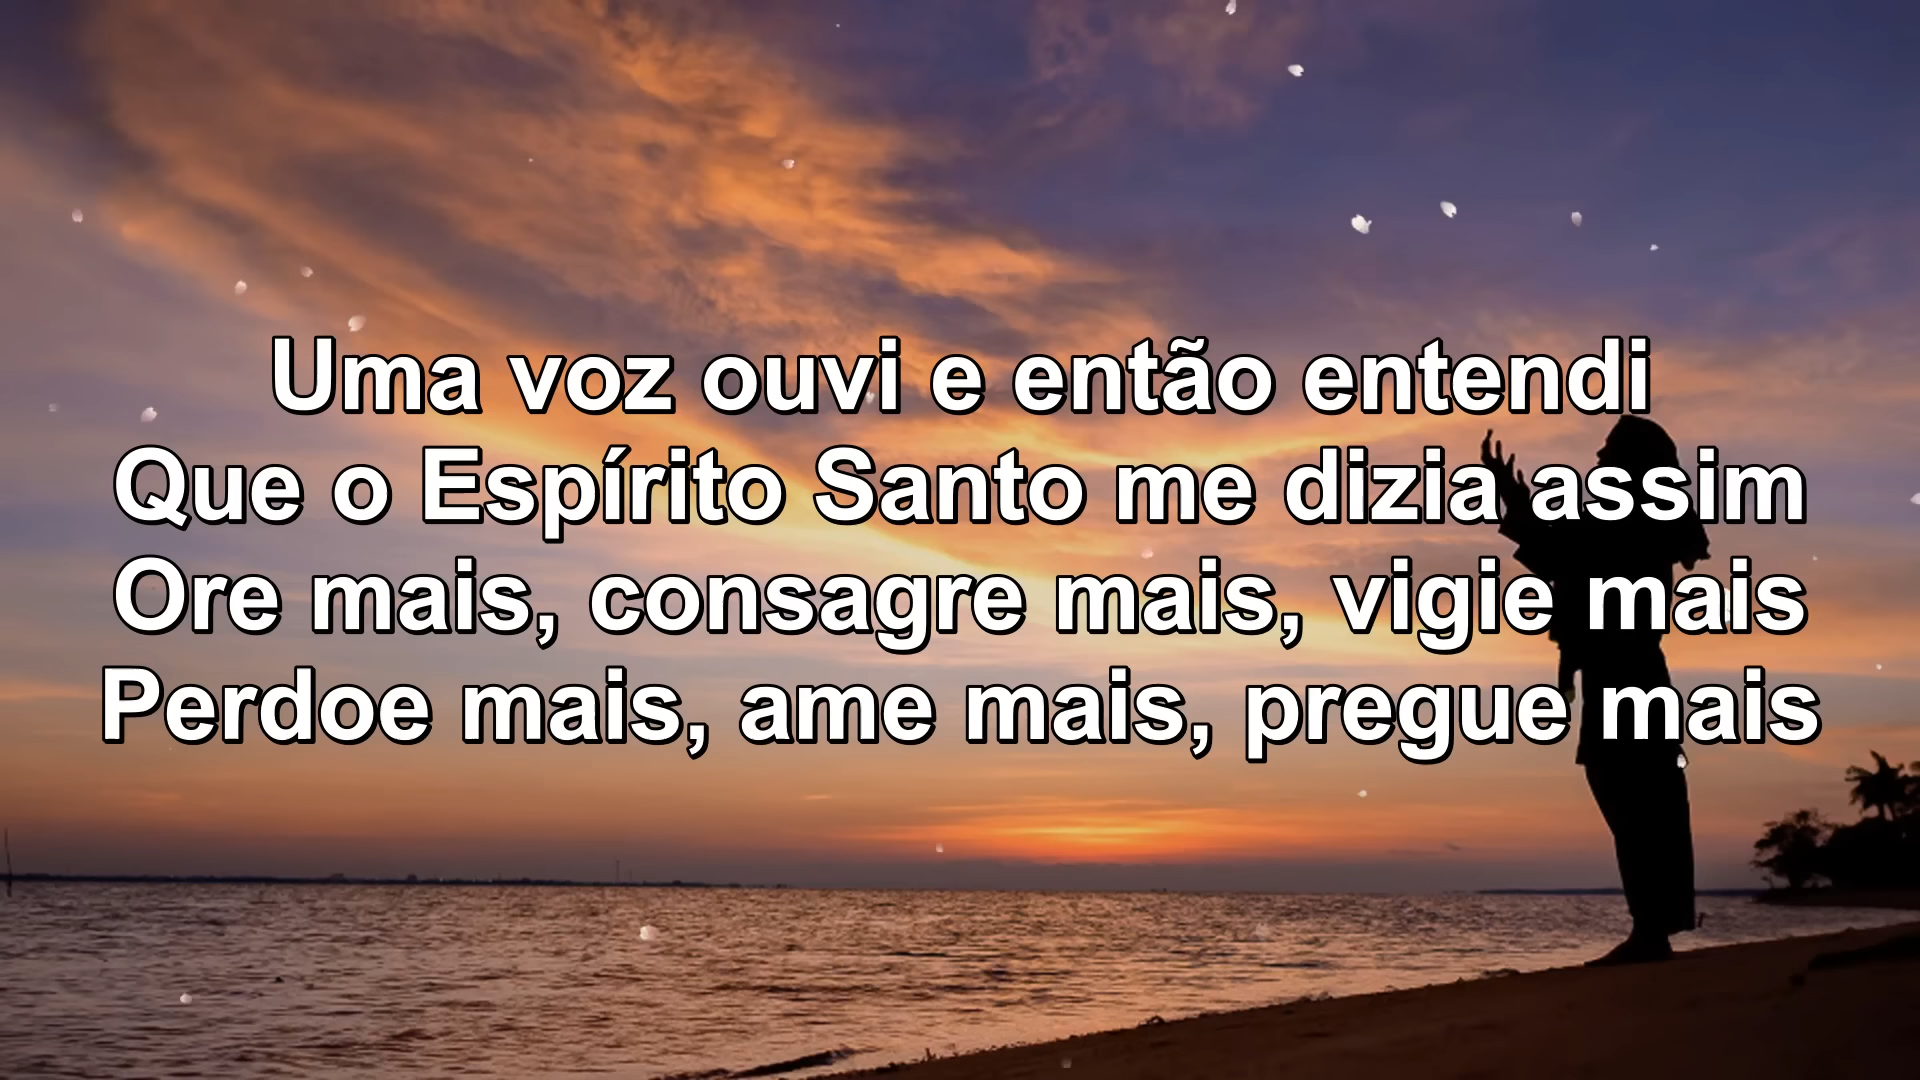 Uma voz ouvi e então entendi
Que o Espírito Santo me dizia assim
Ore mais, consagre mais, vigie mais
Perdoe mais, ame mais, pregue mais